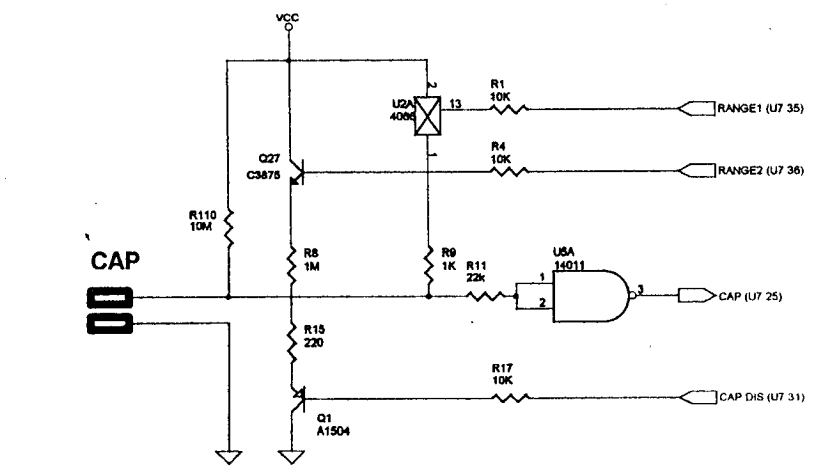 VCC
R1
10K
RANGE1 (U7 35)
2
U2A
4066
13
1
R4
10K
RANGE2 (U7 36)
Q27
C3875
R110
10M
CAP
R8
1M
R9
1K
R11
22k
U5A
14011
1
2
3
CAP (U7 25)
R15
220
R17
10K
CAP DIS (U7 31)
Q1
A1504